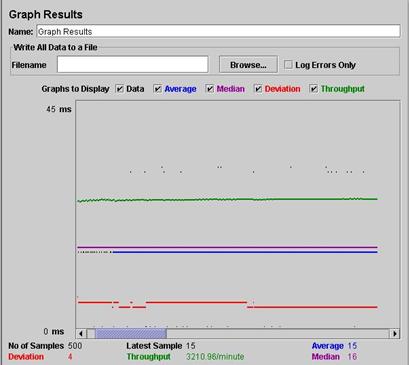 Graph Results
Name: Graph Results
Write All Data to a File
Filename Browse... Log Errors Only
Graphs to Display Data Average Median Deviation Throughput
45 ms
0 ms
No of Samples 500 Latest Sample 15 Average 15
Deviation 4 Throughput 3210.96/minute Median 16